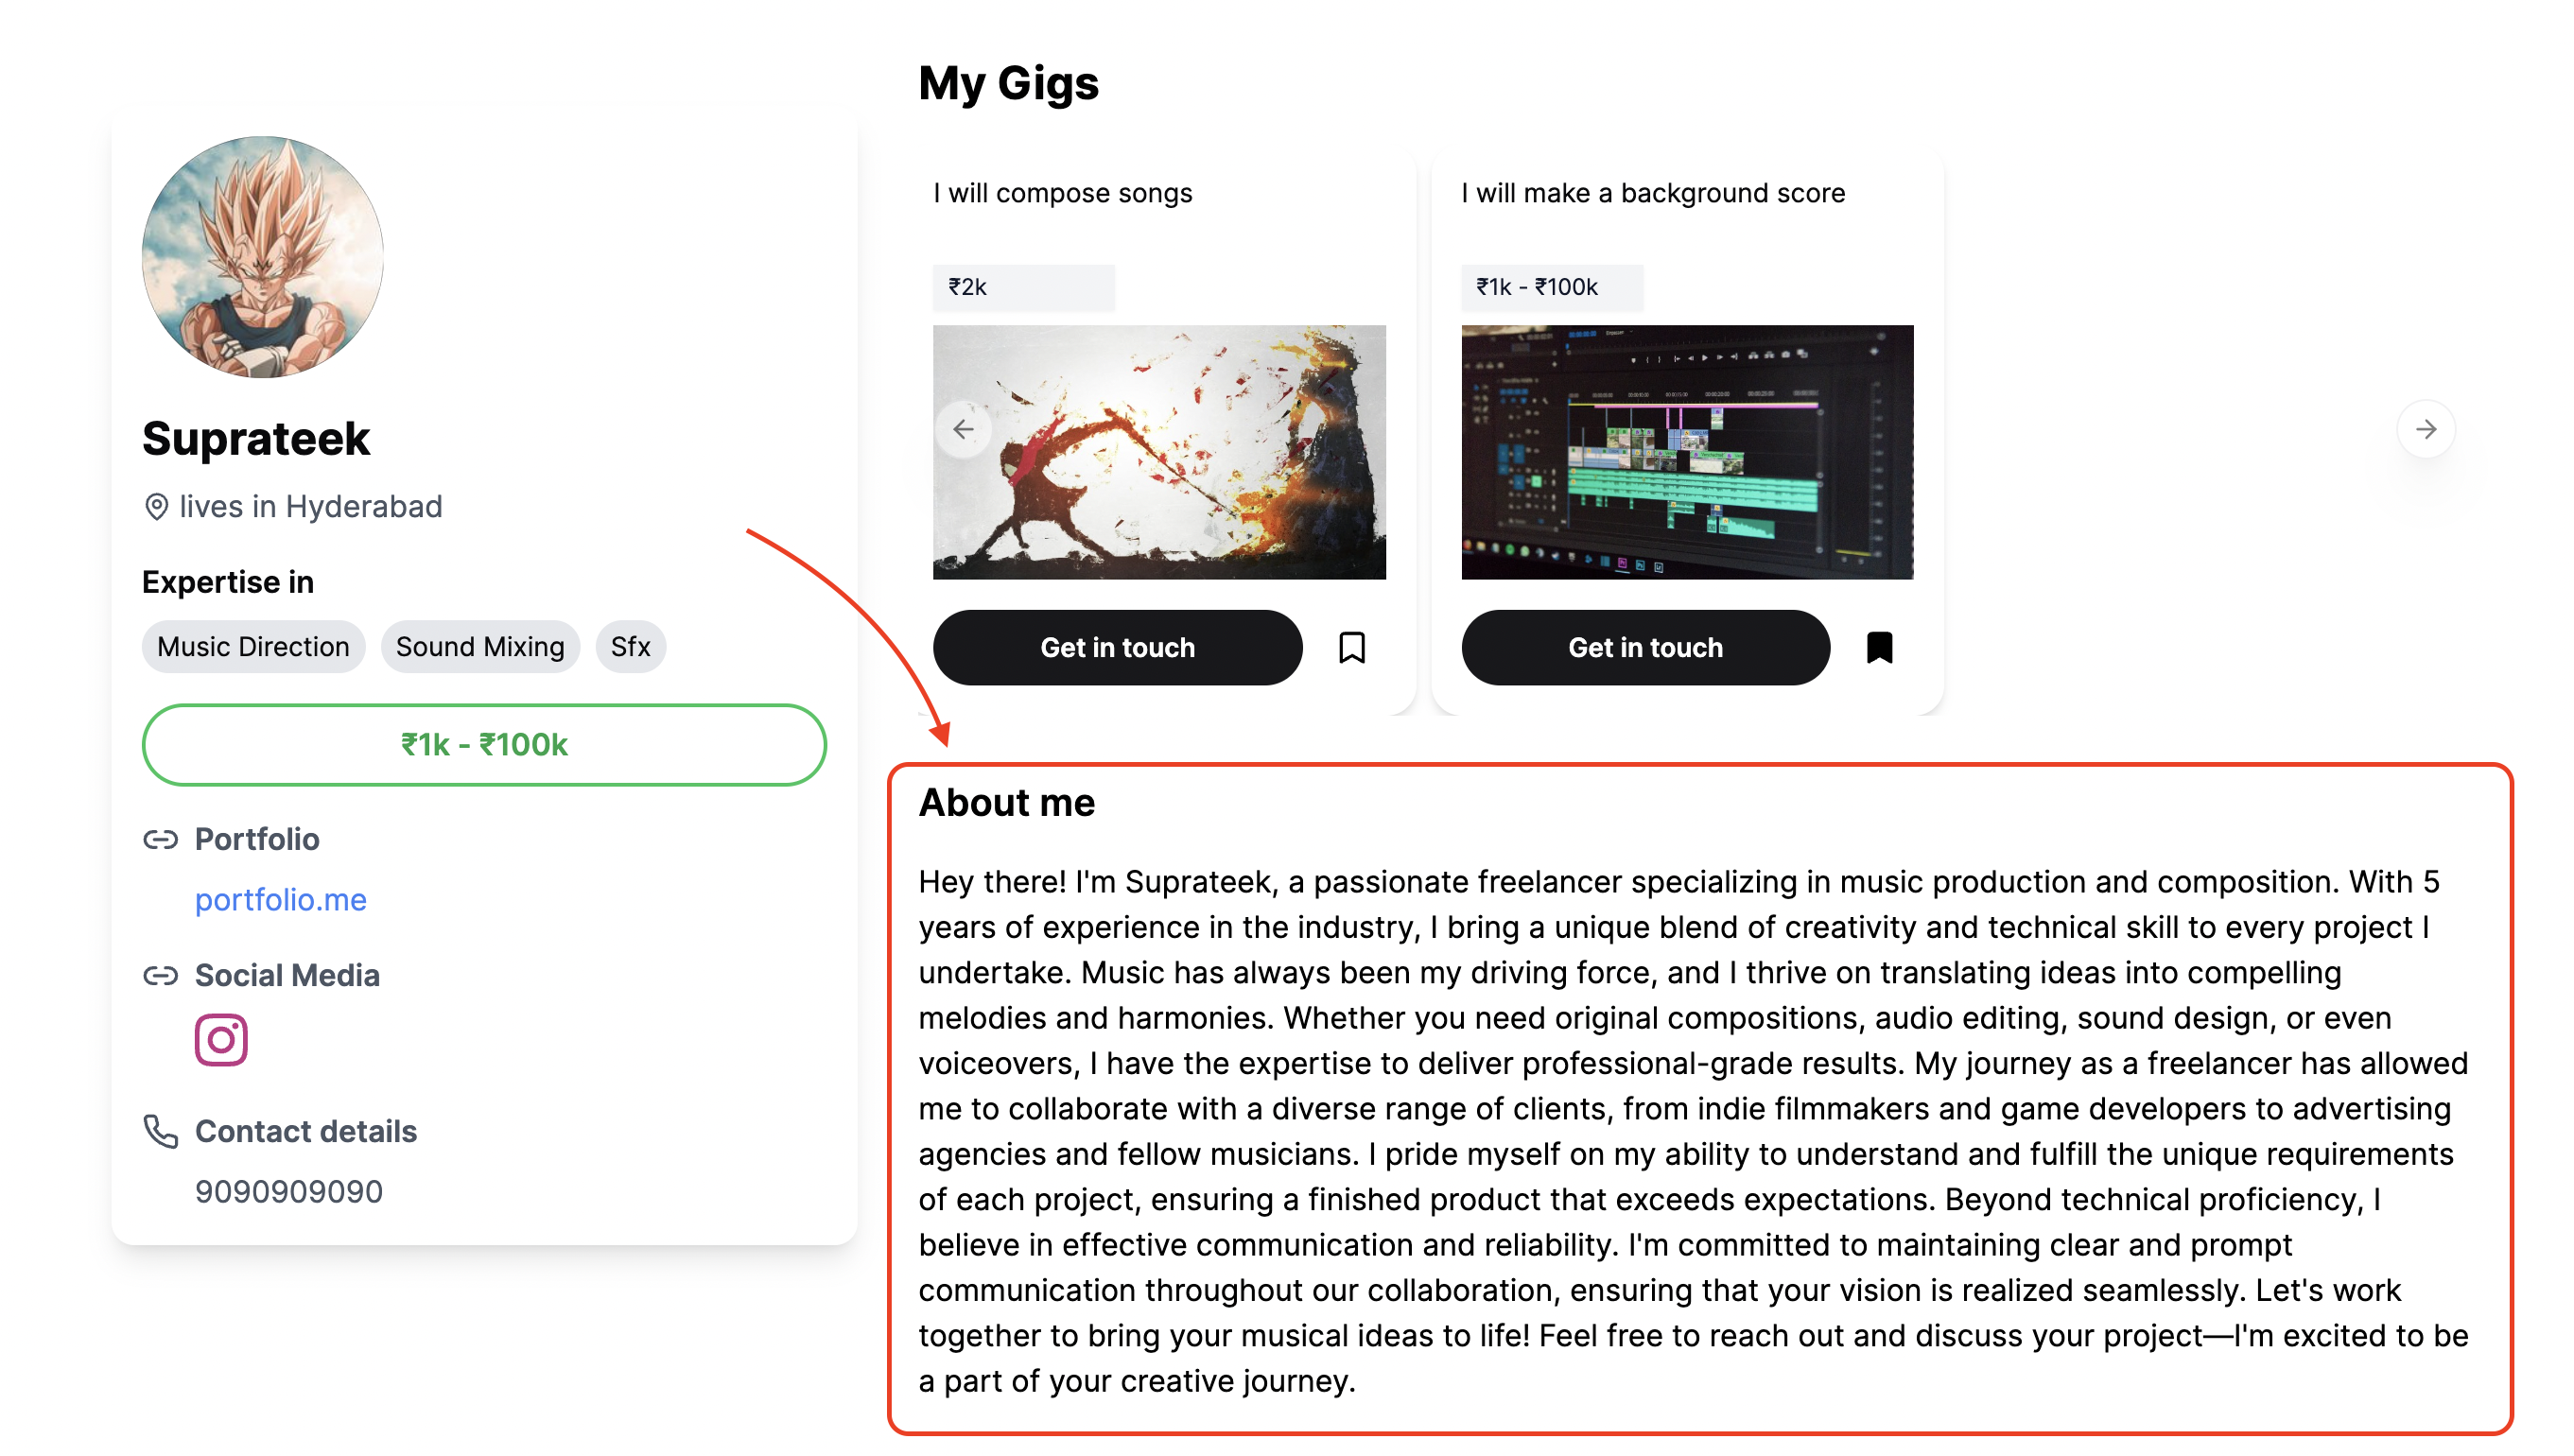 Suprateek
lives in Hyderabad
Expertise in
Music Direction
Sound Mixing
Sfx
₹1k - ₹100k
Portfolio
portfolio.me
Social Media
Contact details
9090909090
My Gigs
I will compose songs
₹2k
Get in touch
I will make a background score
₹1k - ₹100k
Get in touch
About me
Hey there! I'm Suprateek, a passionate freelancer specializing in music production and composition. With 5
years of experience in the industry, I bring a unique blend of creativity and technical skill to every project I
undertake. Music has always been my driving force, and I thrive on translating ideas into compelling
melodies and harmonies. Whether you need original compositions, audio editing, sound design, or even
voiceovers, I have the expertise to deliver professional-grade results. My journey as a freelancer has allowed
me to collaborate with a diverse range of clients, from indie filmmakers and game developers to advertising
agencies and fellow musicians. I pride myself on my ability to understand and fulfill the unique requirements
of each project, ensuring a finished product that exceeds expectations. Beyond technical proficiency, I
believe in effective communication and reliability. I'm committed to maintaining clear and prompt
communication throughout our collaboration, ensuring that your vision is realized seamlessly. Let's work
together to bring your musical ideas to life! Feel free to reach out and discuss your project—I'm excited to be
a part of your creative journey.